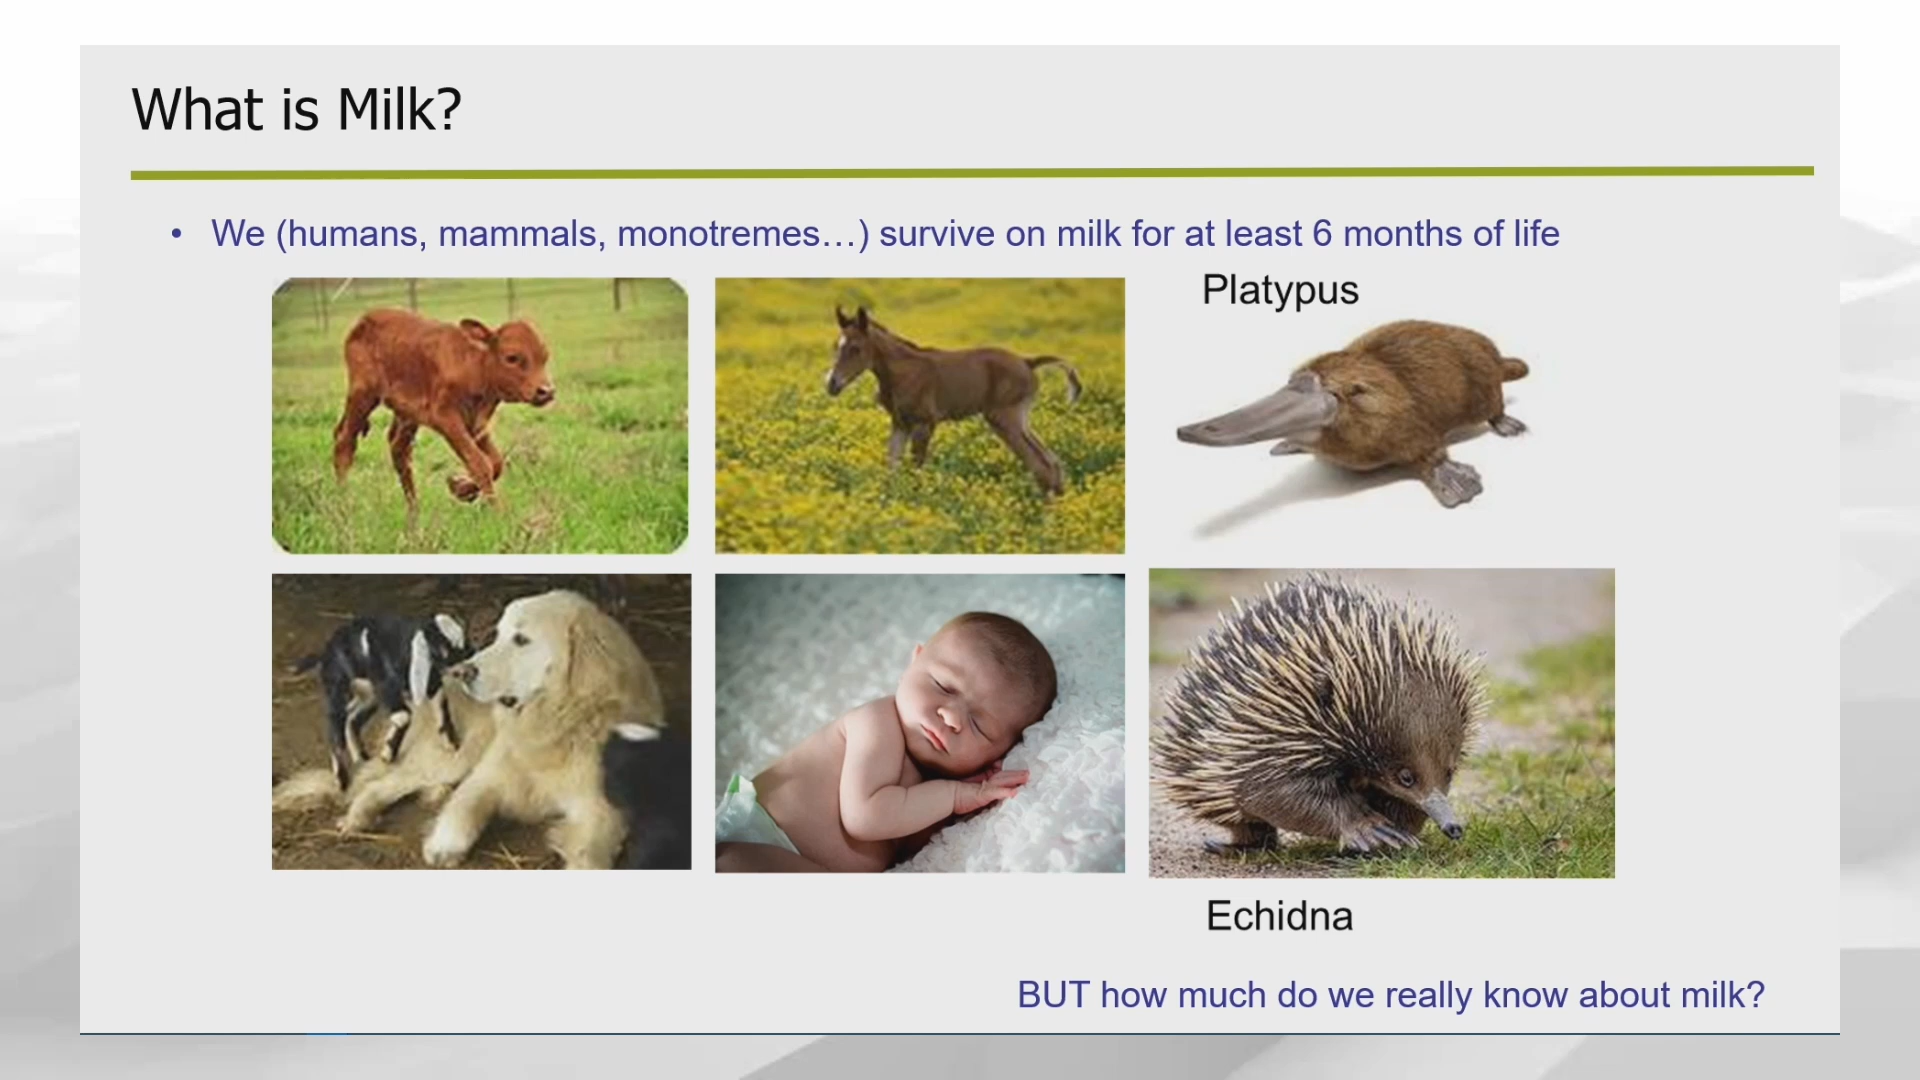 What is Milk?
• We (humans, mammals, monotremes…) survive on milk for at least 6 months of life
Platypus
Echidna
BUT how much do we really know about milk?